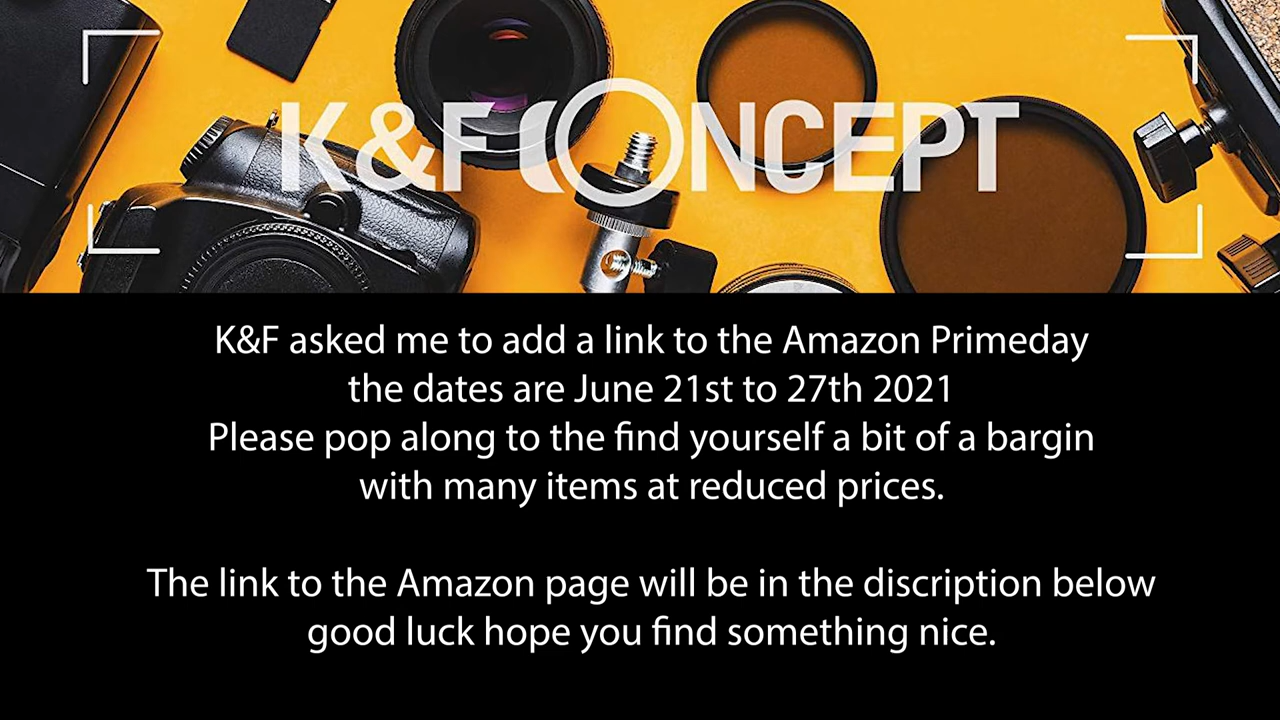 K&F CONCEPT
K&F asked me to add a link to the Amazon Primeday
the dates are June 21st to 27th 2021
Please pop along to the find yourself a bit of a bargin
with many items at reduced prices.
The link to the Amazon page will be in the discription below
good luck hope you find something nice.